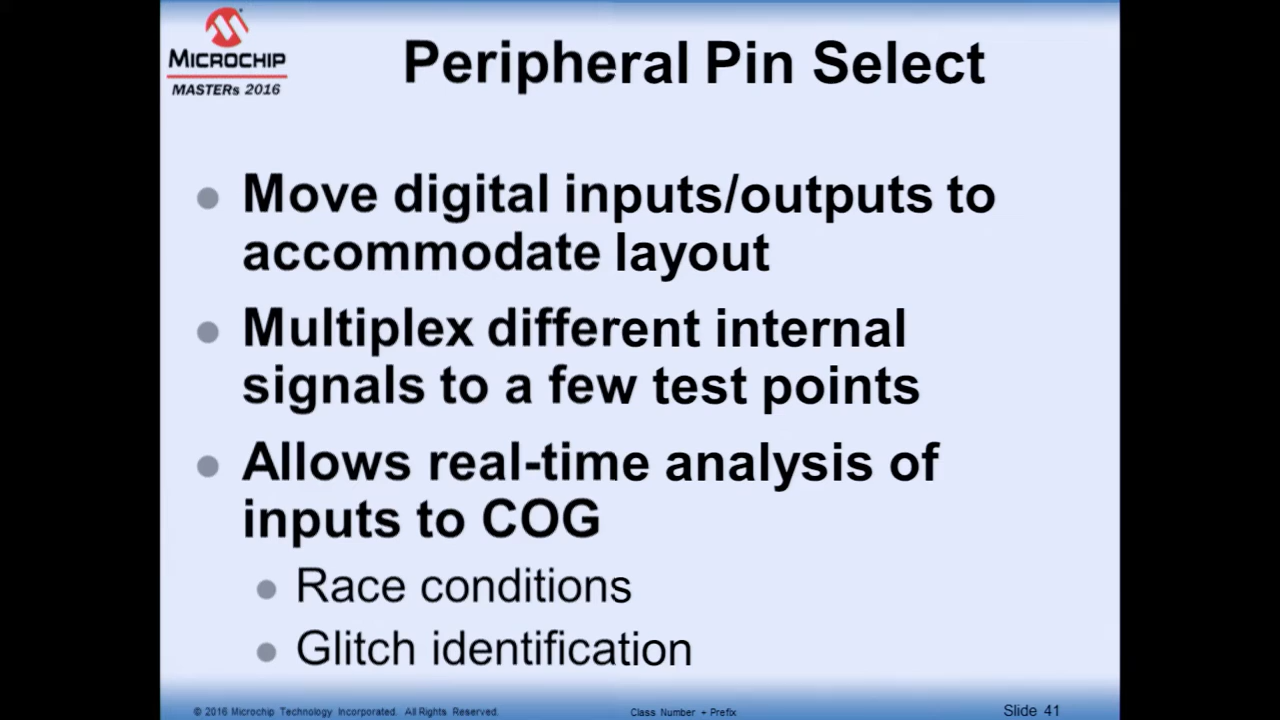 MICROCHIP
MASTERs 2016
Peripheral Pin Select
Move digital inputs/outputs to
accommodate layout
Multiplex different internal
signals to a few test points
Allows real-time analysis of
inputs to COG
Race conditions
Glitch identification
© 2016 Microchip Technology Incorporated. All Rights Reserved.
Class Number + Prefix
Slide 41